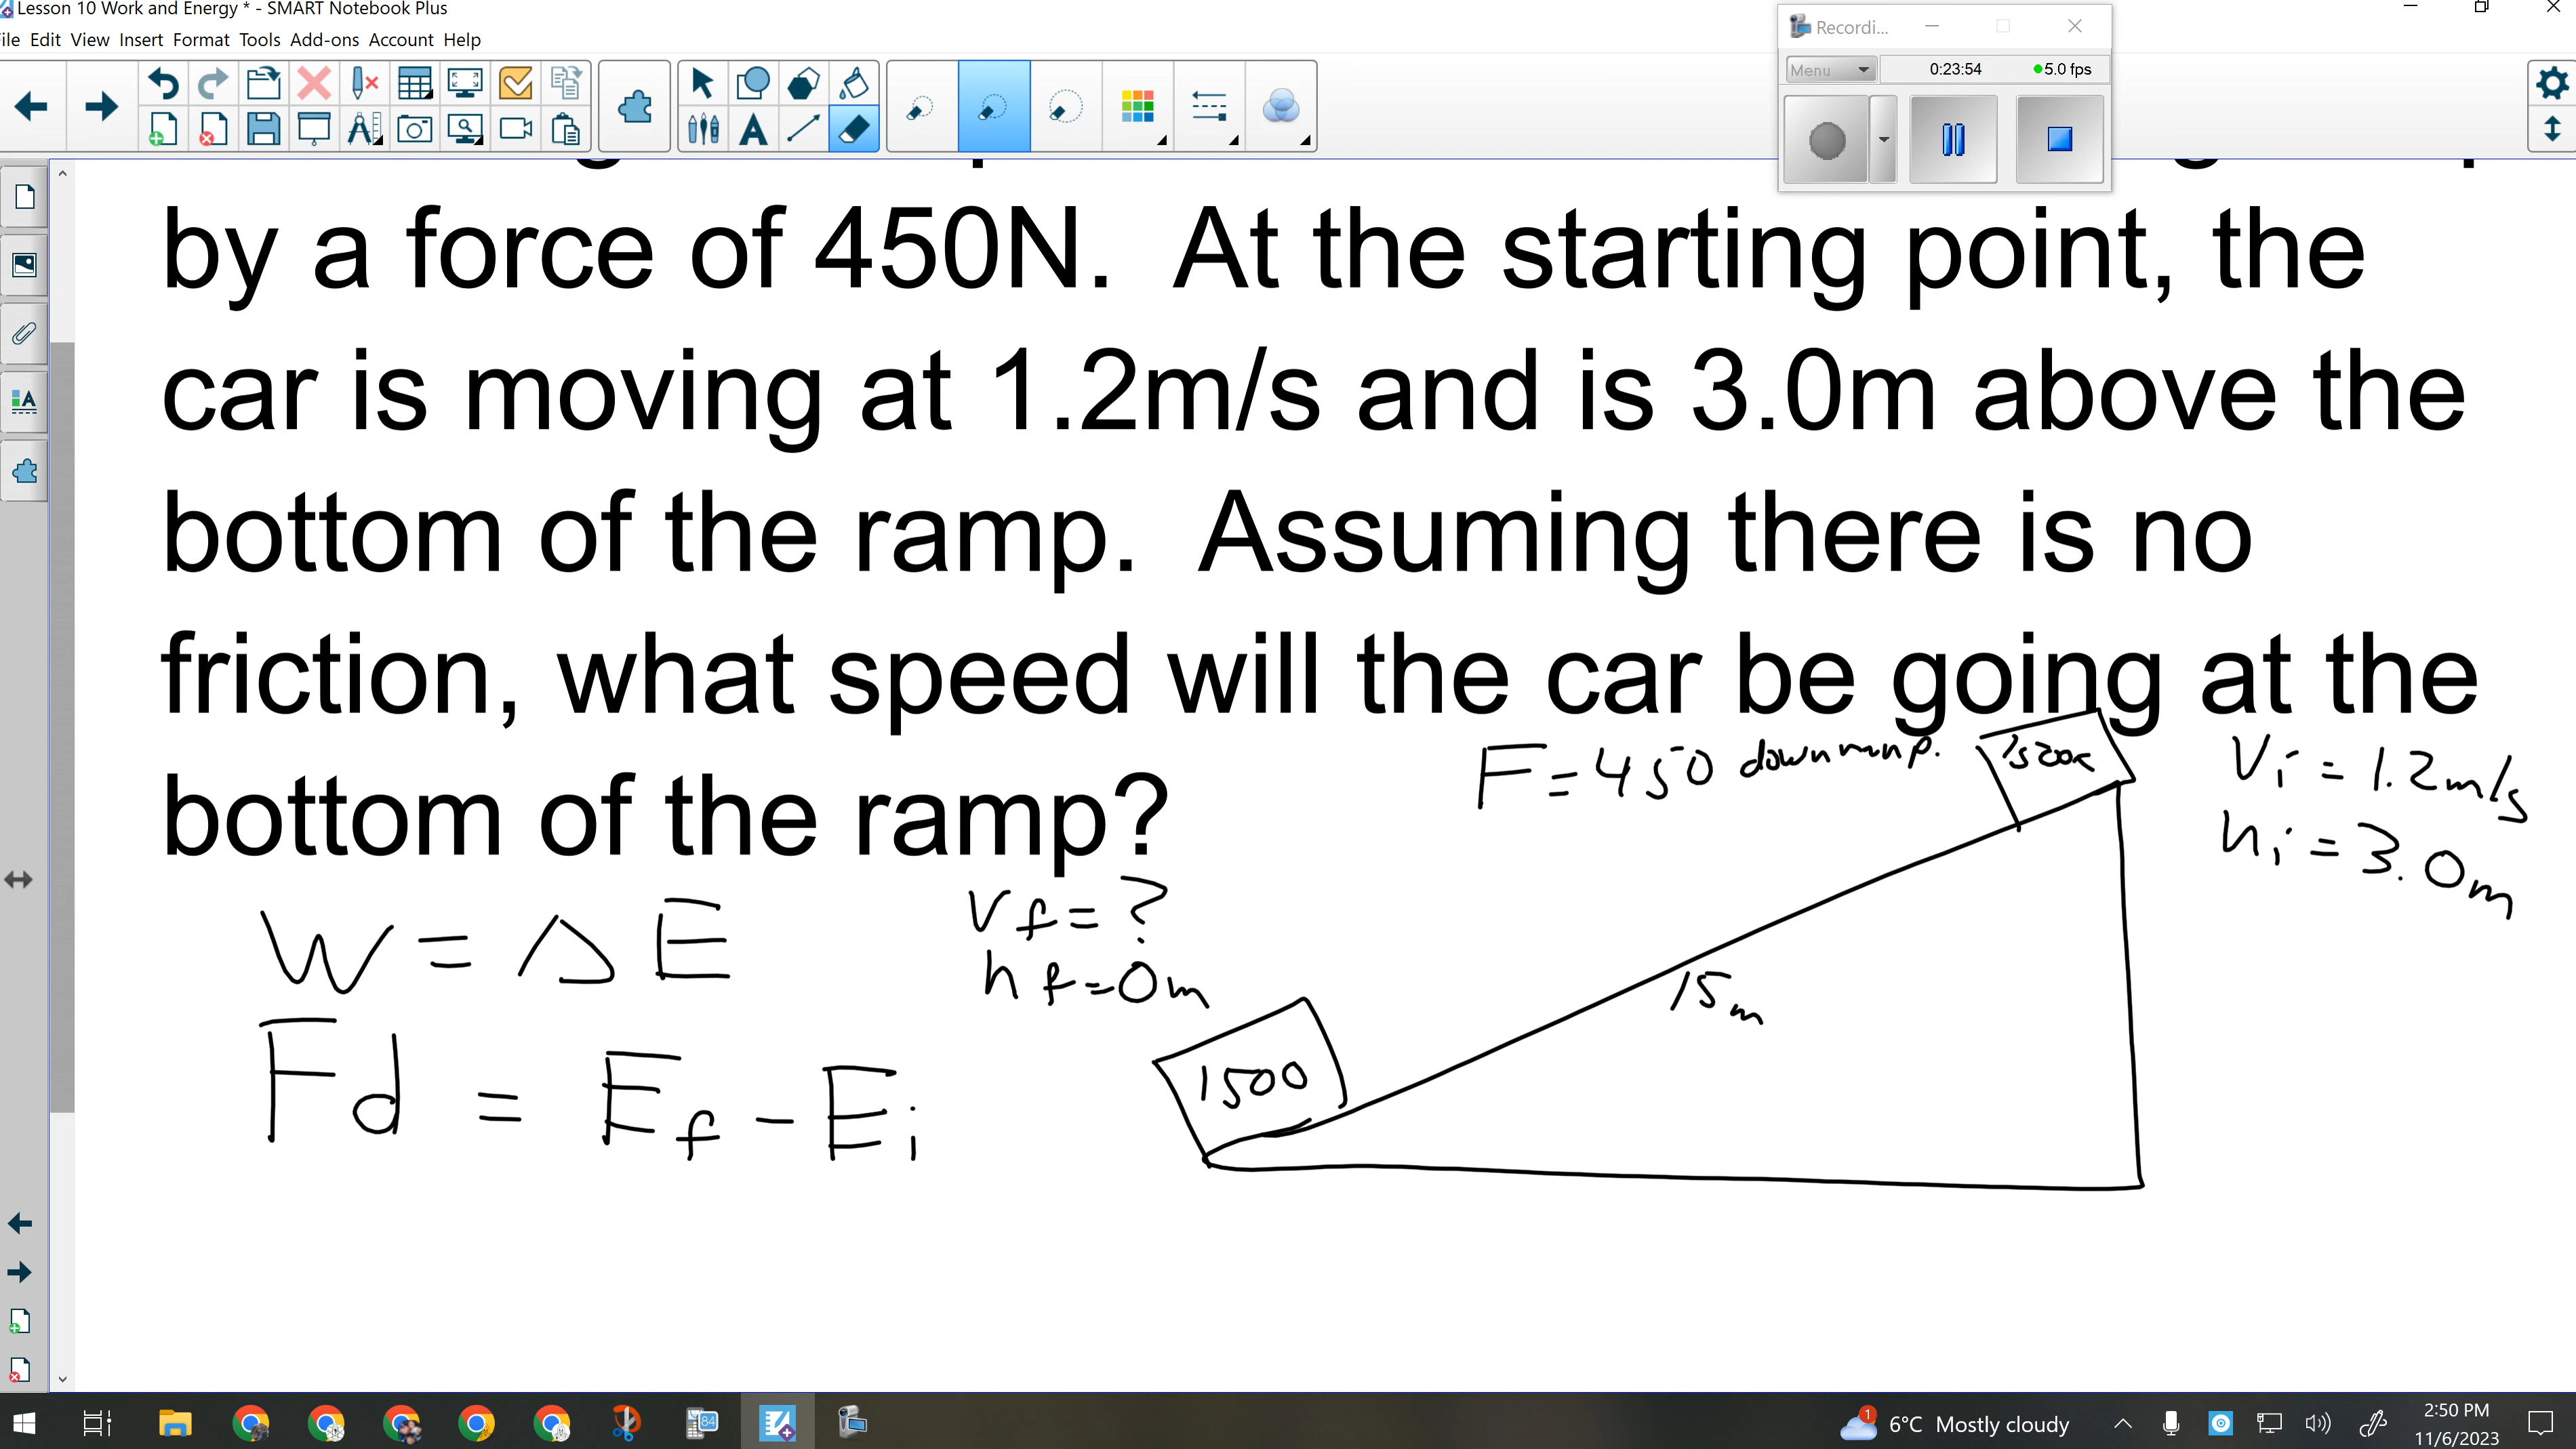 Lesson 10 Work and Energy * - SMART Notebook Plus
File Edit View Insert Format Tools Add-ons Account Help
Recordi...
Menu
0:23:54
5.0 fps
by a force of 450N. At the starting point, the
car is moving at 1.2m/s and is 3.0m above the
bottom of the ramp. Assuming there is no
friction, what speed will the car be going at the
bottom of the ramp?
F = 450 down ramp.
Vi = 1.2m/s
hi = 3.0m
Vf = ?
hf = 0m
W = Δ E
Fd = Ef - Ei
15m
1500
84
1
6°C Mostly cloudy
2:50 PM
11/6/2023